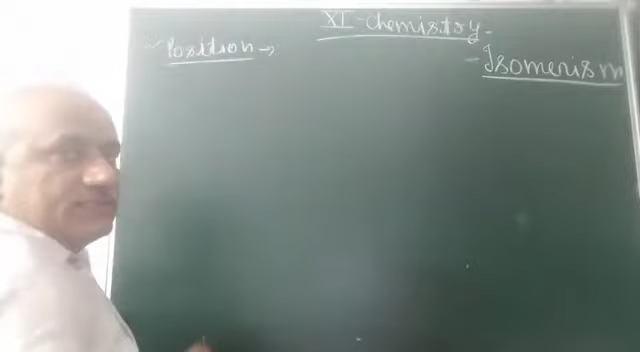 XI-chemistry.
Position →:
- Isomerism